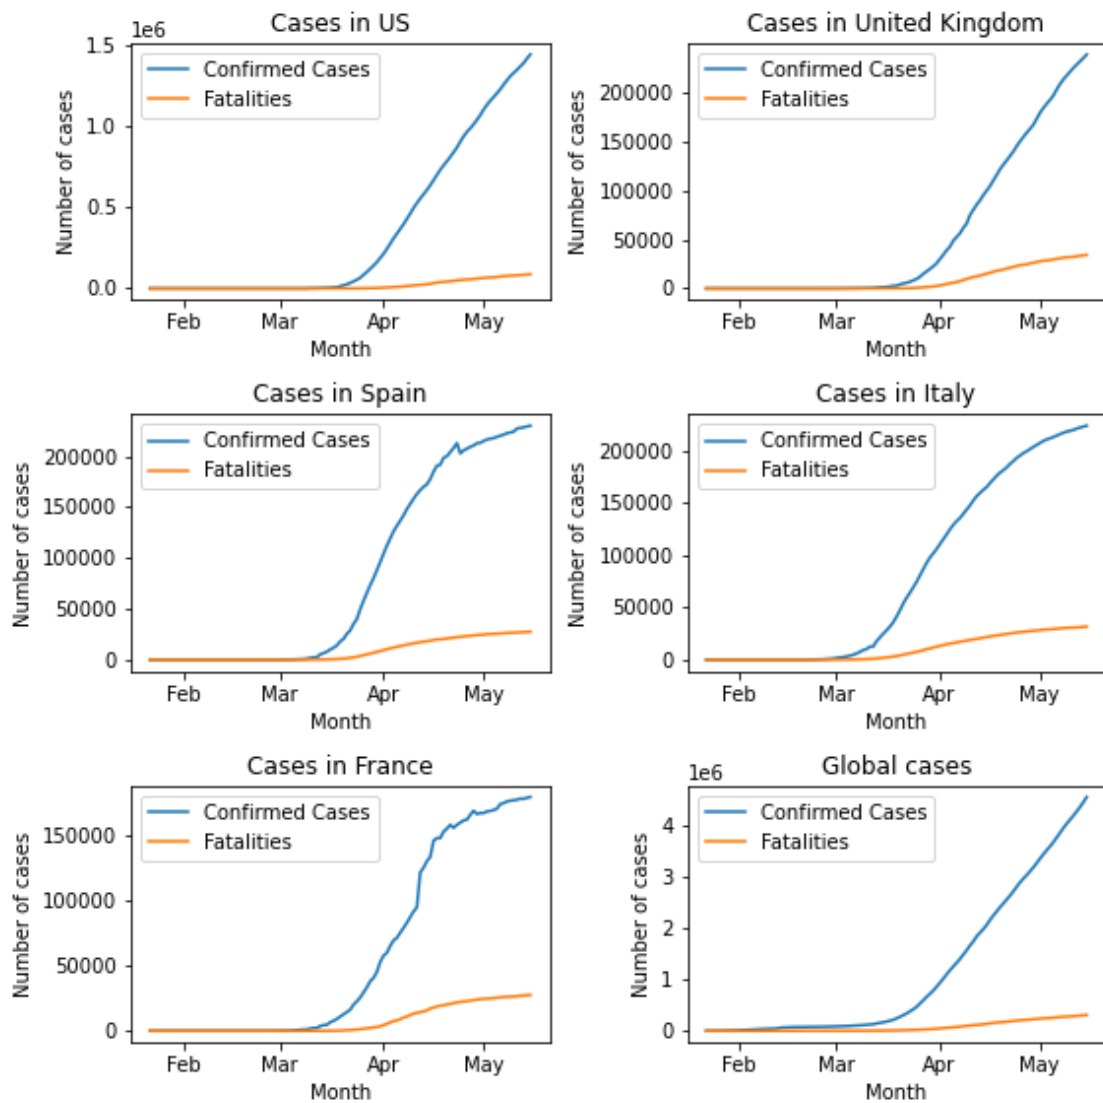 Cases in US
1e6
1.5
1.0
0.5
0.0
Number of cases
Confirmed Cases
Fatalities
Feb Mar Apr May
Month
Cases in United Kingdom
200000
150000
100000
50000
0
Number of cases
Confirmed Cases
Fatalities
Feb Mar Apr May
Month
Cases in Spain
200000
150000
100000
50000
0
Number of cases
Confirmed Cases
Fatalities
Feb Mar Apr May
Month
Cases in Italy
200000
150000
100000
50000
0
Number of cases
Confirmed Cases
Fatalities
Feb Mar Apr May
Month
Cases in France
150000
100000
50000
0
Number of cases
Confirmed Cases
Fatalities
Feb Mar Apr May
Month
Global cases
1e6
4
3
2
1
0
Number of cases
Confirmed Cases
Fatalities
Feb Mar Apr May
Month